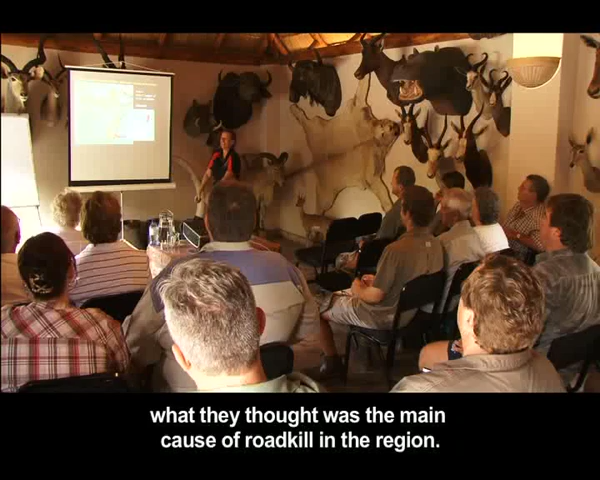 what they thought was the main
cause of roadkill in the region.